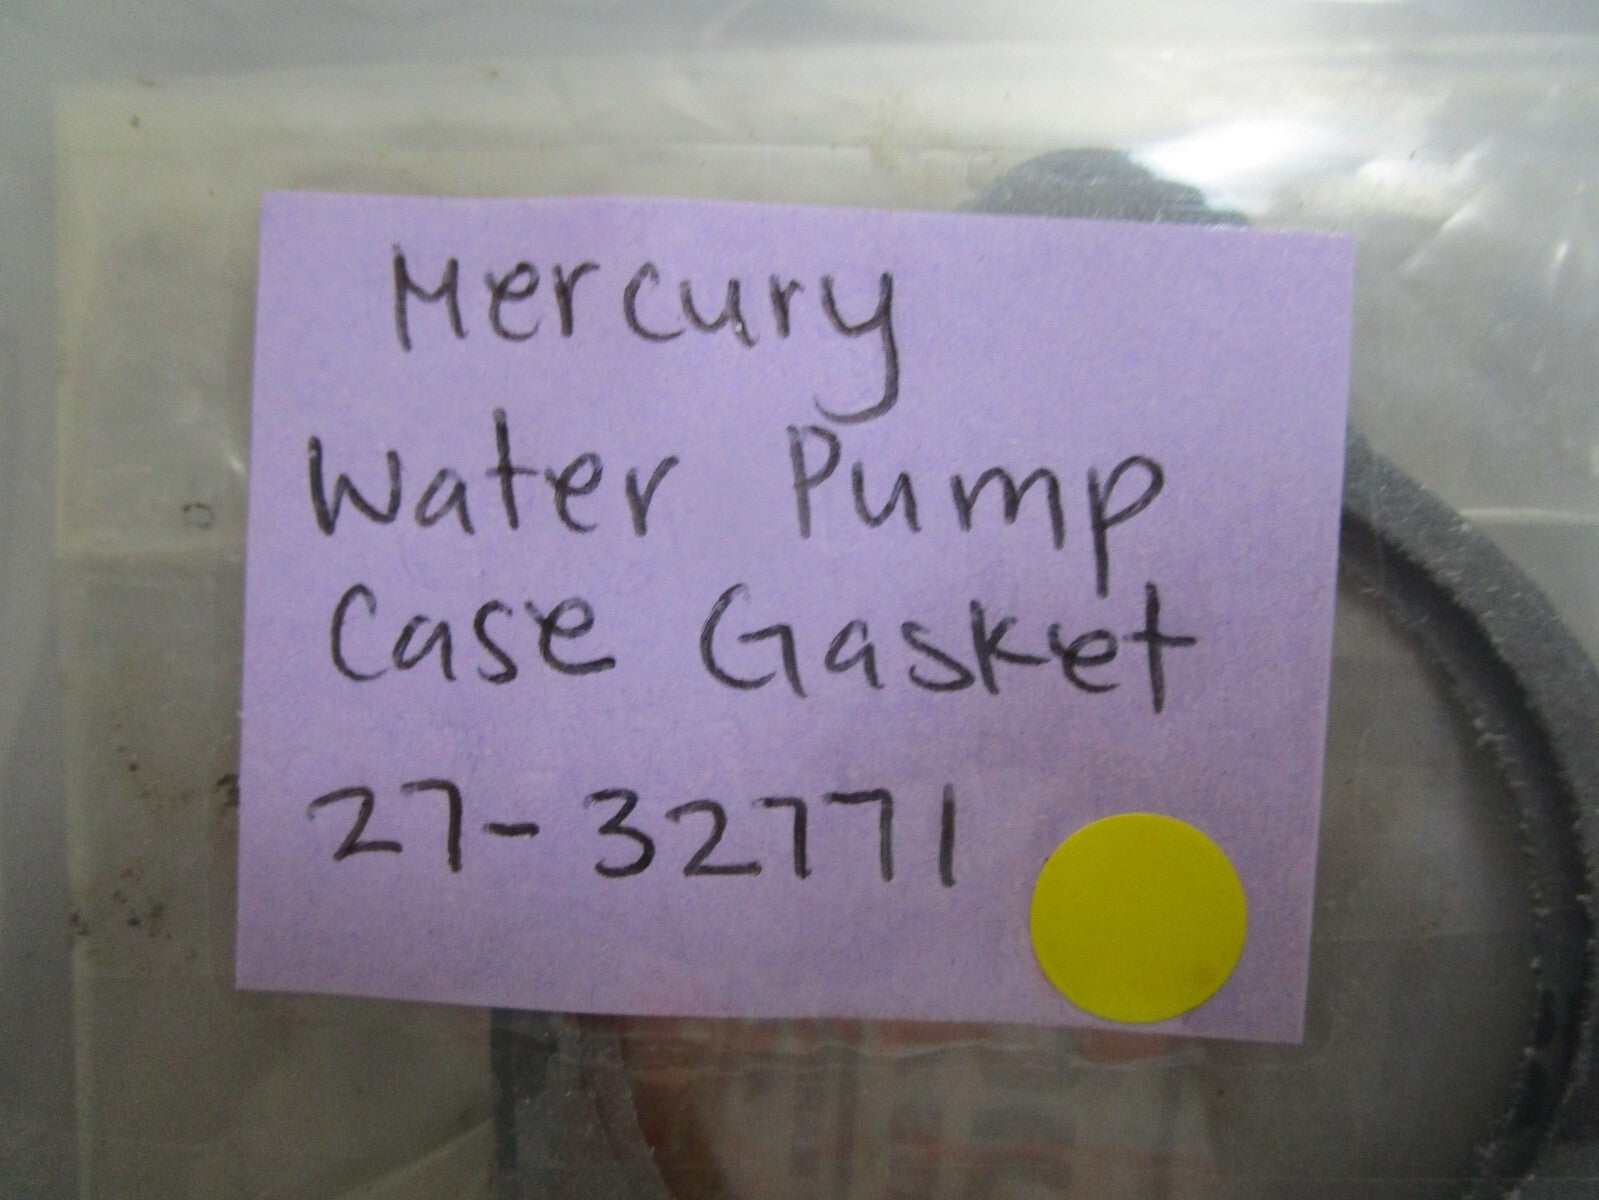 Mercury
Water Pump
Case Gasket
27-32771